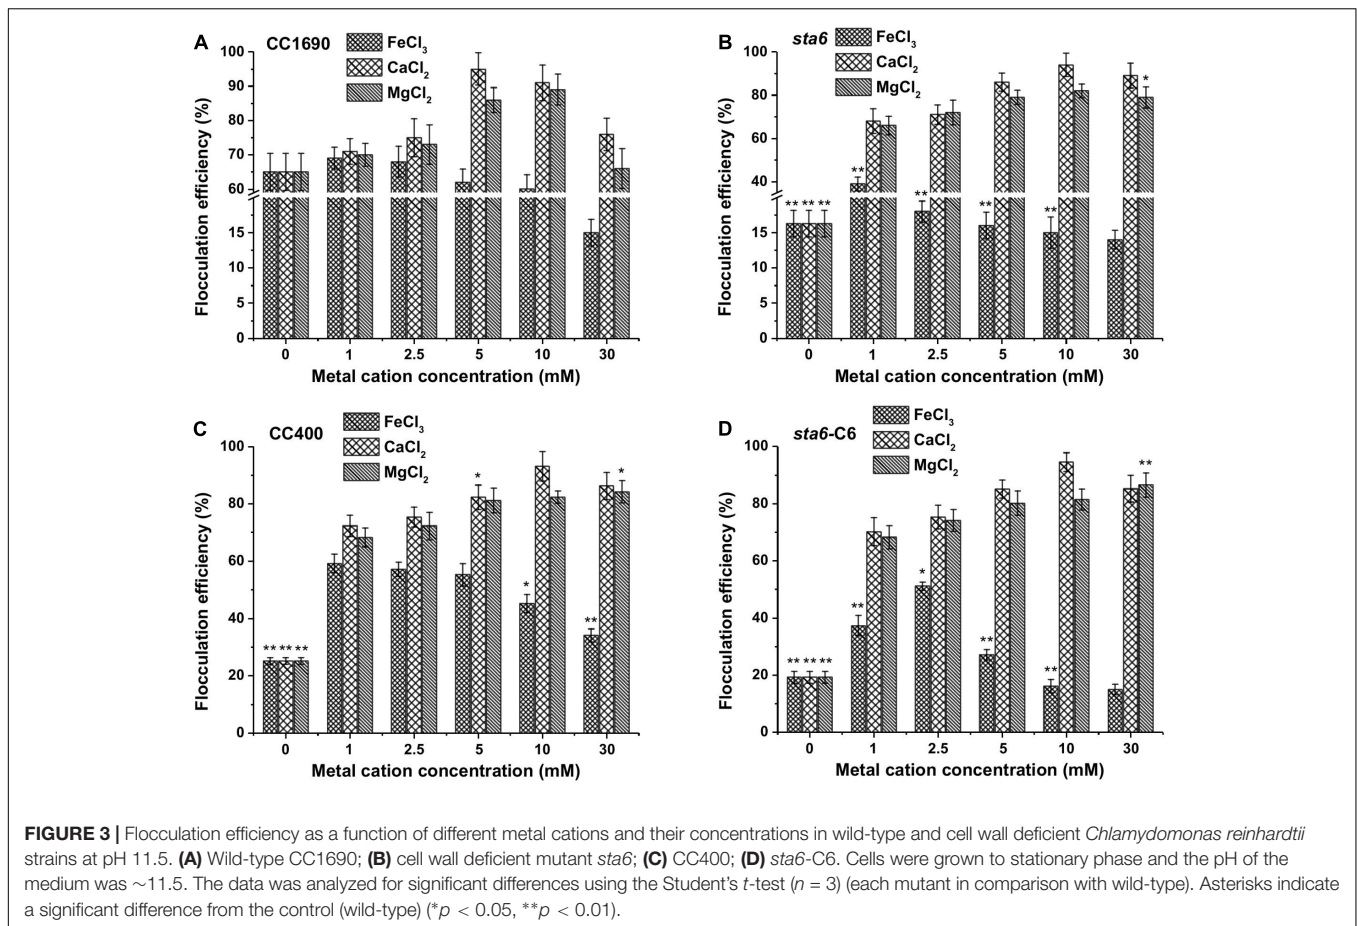 A
CC1690
FeCl3
CaCl2
MgCl2
Flocculation efficiency (%)
100
90
80
70
60
15
10
5
0
0 1 2.5 5 10 30
Metal cation concentration (mM)
B
sta6
FeCl3
CaCl2
MgCl2
Flocculation efficiency (%)
100
80
60
40
15
10
5
0
** ** **
**
**
**
**
*
0 1 2.5 5 10 30
Metal cation concentration (mM)
C
CC400
FeCl3
CaCl2
MgCl2
Flocculation efficiency (%)
100
80
60
40
20
0
** ** **
*
*
**
*
0 1 2.5 5 10 30
Metal cation concentration (mM)
D
sta6-C6
FeCl3
CaCl2
MgCl2
Flocculation efficiency (%)
100
80
60
40
20
0
** ** **
**
*
**
**
**
0 1 2.5 5 10 30
Metal cation concentration (mM)
FIGURE 3 | Flocculation efficiency as a function of different metal cations and their concentrations in wild-type and cell wall deficient Chlamydomonas reinhardtii
strains at pH 11.5. (A) Wild-type CC1690; (B) cell wall deficient mutant sta6; (C) CC400; (D) sta6-C6. Cells were grown to stationary phase and the pH of the
medium was ∼11.5. The data was analyzed for significant differences using the Student's t-test (n = 3) (each mutant in comparison with wild-type). Asterisks indicate
a significant difference from the control (wild-type) (*p < 0.05, **p < 0.01).